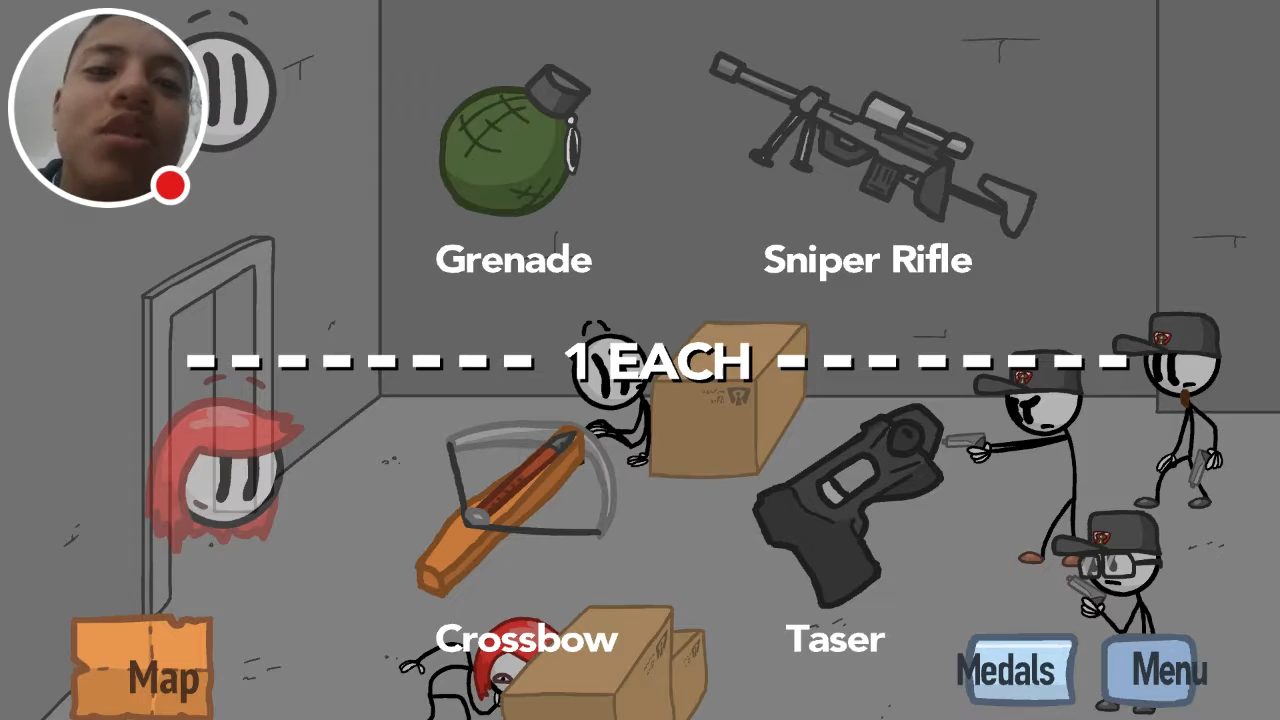 Grenade
Sniper Rifle
1 EACH
Crossbow
Taser
Map
Medals
Menu